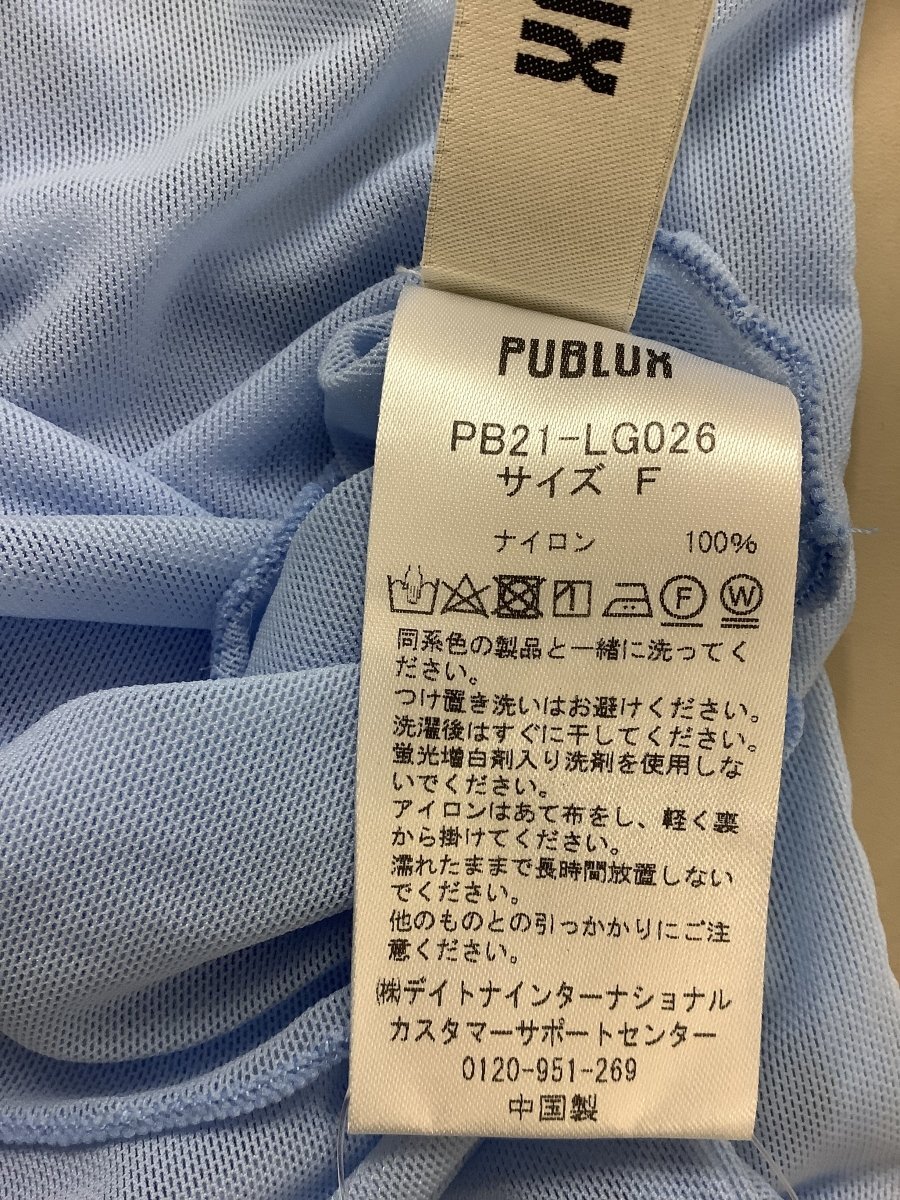 PUBLUX
PB21-LG026
サイズ F
ナイロン 100%
F W
同系色の製品と一緒に洗ってく
ださい。
つけ置き洗いはお避けください。
洗濯後はすぐに干してください。
蛍光増白剤入り洗剤を使用しな
いでください。
アイロンはあて布をし、軽く裏
から掛けてください。
濡れたままで長時間放置しない
でください。
他のものとの引っかかりにご注
意ください。
㈱デイトナインターナショナル
カスタマーサポートセンター
0120-951-269
中国製